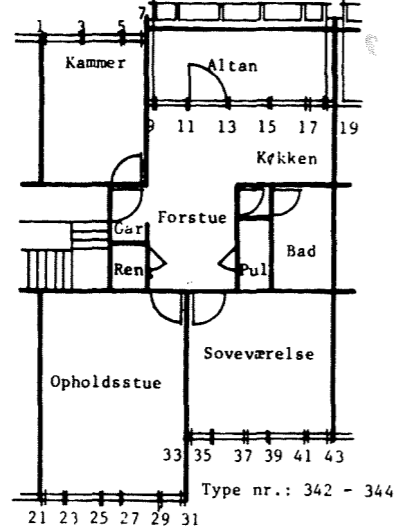 1 3 5 7
Kammer
Altan
9 11 13 15 17 19
Køkken
Gar
Forstue
Ren
Pul
Bad
Soveværelse
Opholdsstue
33 35 37 39 41 43
Type nr.: 342 - 344
21 23 25 27 29 31